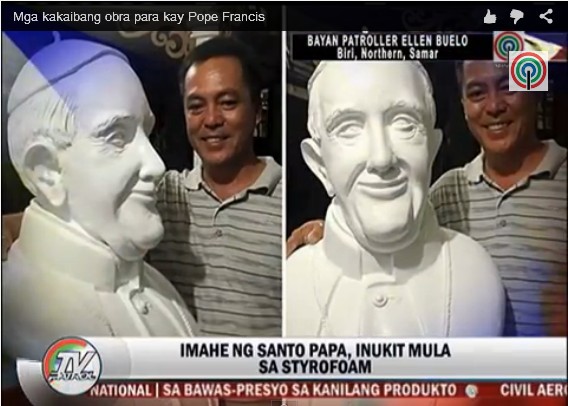 Mga kakaibang obra para kay Pope Francis
BAYAN PATROLLER ELLEN BUELO
Biri, Northern, Samar
IMAHE NG SANTO PAPA, INUKIT MULA
SA STYROFOAM
TV
PATROL
NATIONAL | SA BAWAS-PRESYO SA KANILANG PRODUKTO CIVIL AER